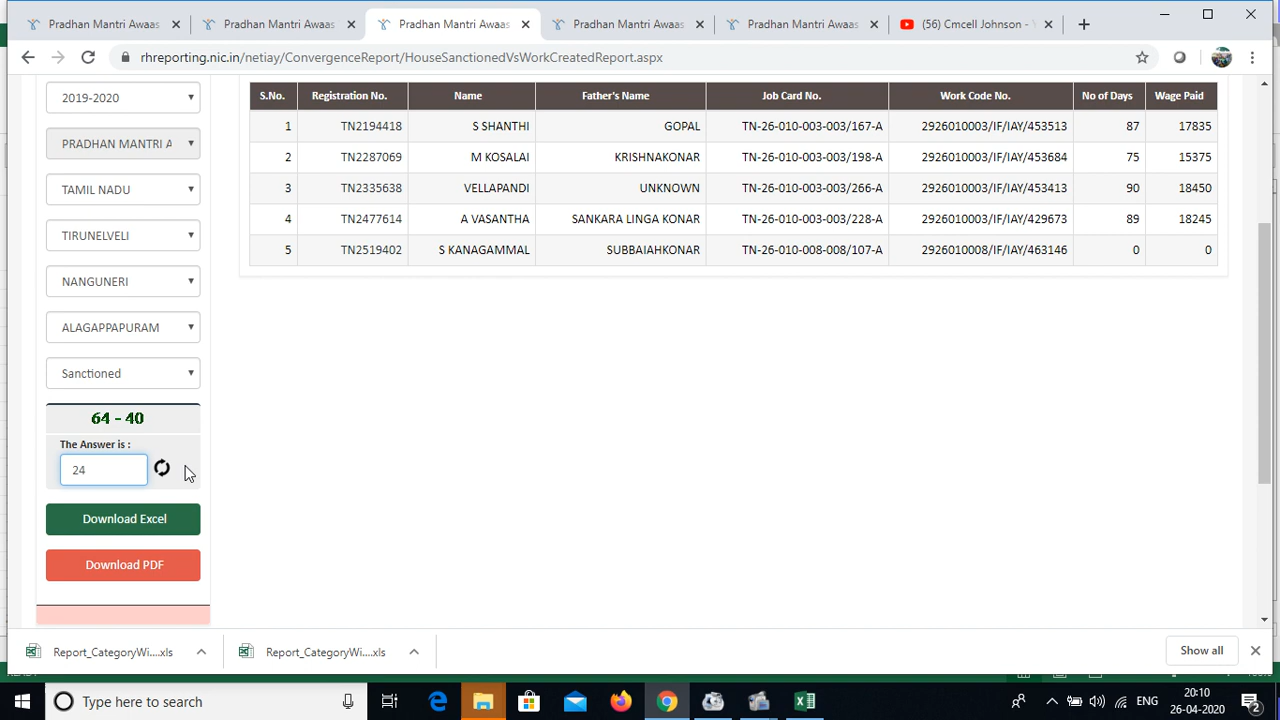 Pradhan Mantri Awaas Pradhan Mantri Awaas Pradhan Mantri Awaas Pradhan Mantri Awaas Pradhan Mantri Awaas (56) Cmcell Johnson -
rhreporting.nic.in/netiay/ConvergenceReport/HouseSanctionedVsWorkCreatedReport.aspx
2019-2020
PRADHAN MANTRI A
TAMIL NADU
TIRUNELVELI
NANGUNERI
ALAGAPPAPURAM
Sanctioned
64 - 40
The Answer is :
24
Download Excel
Download PDF
S.No. Registration No. Name Father's Name Job Card No. Work Code No. No of Days Wage Paid
1 TN2194418 S SHANTHI GOPAL TN-26-010-003-003/167-A 2926010003/IF/IAY/453513 87 17835
2 TN2287069 M KOSALAI KRISHNAKONAR TN-26-010-003-003/198-A 2926010003/IF/IAY/453684 75 15375
3 TN2335638 VELLAPANDI UNKNOWN TN-26-010-003-003/266-A 2926010003/IF/IAY/453413 90 18450
4 TN2477614 A VASANTHA SANKARA LINGA KONAR TN-26-010-003-003/228-A 2926010003/IF/IAY/429673 89 18245
5 TN2519402 S KANAGAMMAL SUBBAIAHKONAR TN-26-010-008-008/107-A 2926010008/IF/IAY/463146 0 0
Report_CategoryWi....xls Report_CategoryWi....xls Show all
Type here to search ENG 20:10
26-04-2020 2